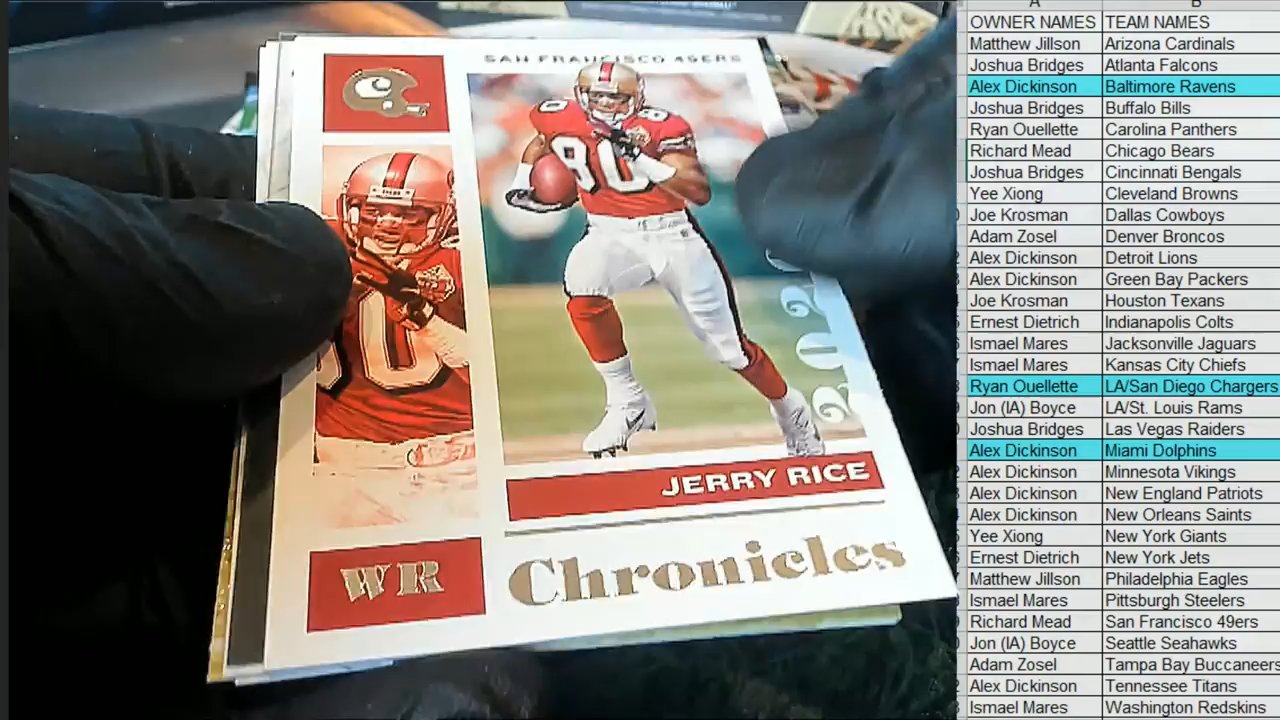 SAN FRANCISCO 49ERS
C
80
80
2020
JERRY RICE
WR
Chronicles
A B
OWNER NAMES TEAM NAMES
Matthew Jillson Arizona Cardinals
Joshua Bridges Atlanta Falcons
Alex Dickinson Baltimore Ravens
Joshua Bridges Buffalo Bills
Ryan Ouellette Carolina Panthers
Richard Mead Chicago Bears
Joshua Bridges Cincinnati Bengals
Yee Xiong Cleveland Browns
Joe Krosman Dallas Cowboys
Adam Zosel Denver Broncos
Alex Dickinson Detroit Lions
Alex Dickinson Green Bay Packers
Joe Krosman Houston Texans
Ernest Dietrich Indianapolis Colts
Ismael Mares Jacksonville Jaguars
Ismael Mares Kansas City Chiefs
Ryan Ouellette LA/San Diego Chargers
Jon (IA) Boyce LA/St. Louis Rams
Joshua Bridges Las Vegas Raiders
Alex Dickinson Miami Dolphins
Alex Dickinson Minnesota Vikings
Alex Dickinson New England Patriots
Alex Dickinson New Orleans Saints
Yee Xiong New York Giants
Ernest Dietrich New York Jets
Matthew Jillson Philadelphia Eagles
Ismael Mares Pittsburgh Steelers
Richard Mead San Francisco 49ers
Jon (IA) Boyce Seattle Seahawks
Adam Zosel Tampa Bay Buccaneers
Alex Dickinson Tennessee Titans
Ismael Mares Washington Redskins